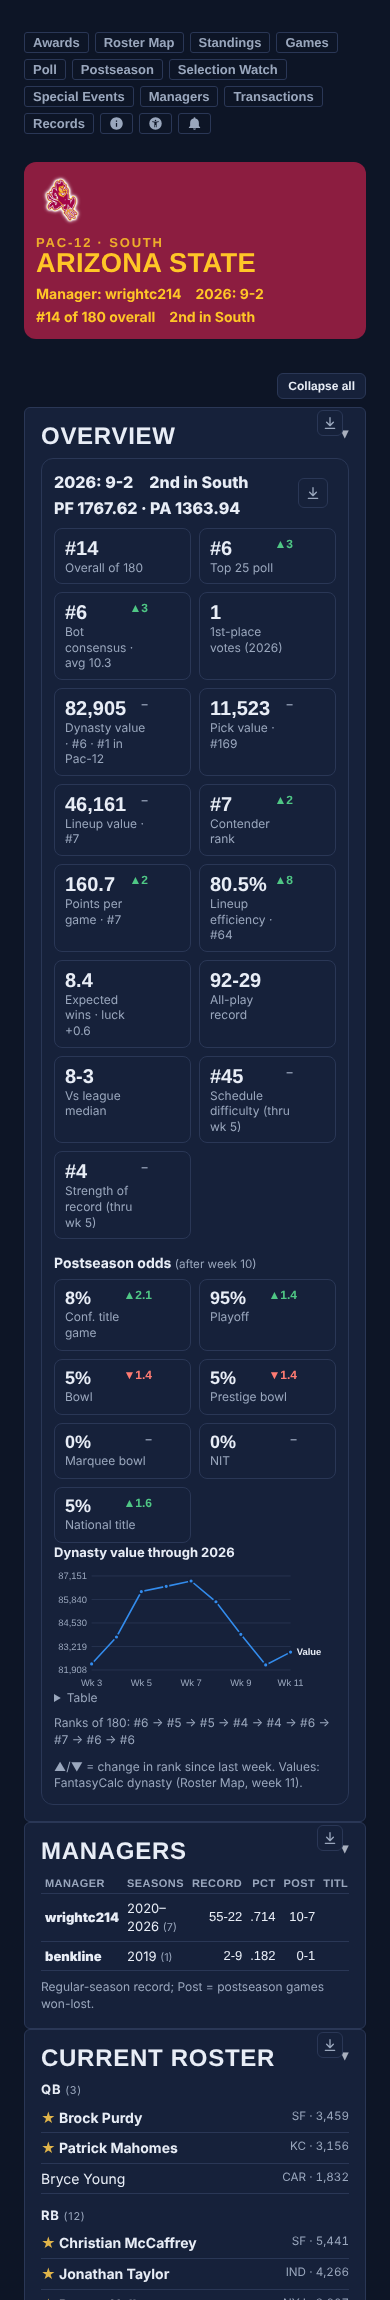 Awards Roster Map Standings Games
Poll Postseason Selection Watch
Special Events Managers Transactions
Records
PAC-12 · SOUTH
ARIZONA STATE
Manager: wrightc214 2026: 9-2
#14 of 180 overall 2nd in South
Collapse all
OVERVIEW ▼
2026: 9-2 2nd in South
PF 1767.62 · PA 1363.94
#14
Overall of 180
#6 ▲3
Top 25 poll
#6 ▲3
Bot
consensus ·
avg 10.3
1
1st-place
votes (2026)
82,905 –
Dynasty value
· #6 · #1 in
Pac-12
11,523 –
Pick value ·
#169
46,161 –
Lineup value ·
#7
#7 ▲2
Contender
rank
160.7 ▲2
Points per
game · #7
80.5% ▲8
Lineup
efficiency ·
#64
8.4
Expected
wins · luck
+0.6
92-29
All-play
record
8-3
Vs league
median
#45 –
Schedule
difficulty (thru
wk 5)
#4 –
Strength of
record (thru
wk 5)
Postseason odds (after week 10)
8% ▲2.1
Conf. title
game
95% ▲1.4
Playoff
5% ▼1.4
Bowl
5% ▼1.4
Prestige bowl
0% –
Marquee bowl
0% –
NIT
5% ▲1.6
National title
Dynasty value through 2026
87,151
85,840
84,530
83,219
81,908
Value
Wk 3 Wk 5 Wk 7 Wk 9 Wk 11
▶ Table
Ranks of 180: #6 → #5 → #5 → #4 → #4 → #6 →
#7 → #6 → #6
▲/▼ = change in rank since last week. Values:
FantasyCalc dynasty (Roster Map, week 11).
MANAGERS ▼
MANAGER SEASONS RECORD PCT POST TITL
wrightc214 2020–
2026 (7) 55-22 .714 10-7
benkline 2019 (1) 2-9 .182 0-1
Regular-season record; Post = postseason games
won-lost.
CURRENT ROSTER ▼
QB (3)
★ Brock Purdy SF · 3,459
★ Patrick Mahomes KC · 3,156
Bryce Young CAR · 1,832
RB (12)
★ Christian McCaffrey SF · 5,441
★ Jonathan Taylor IND · 4,266